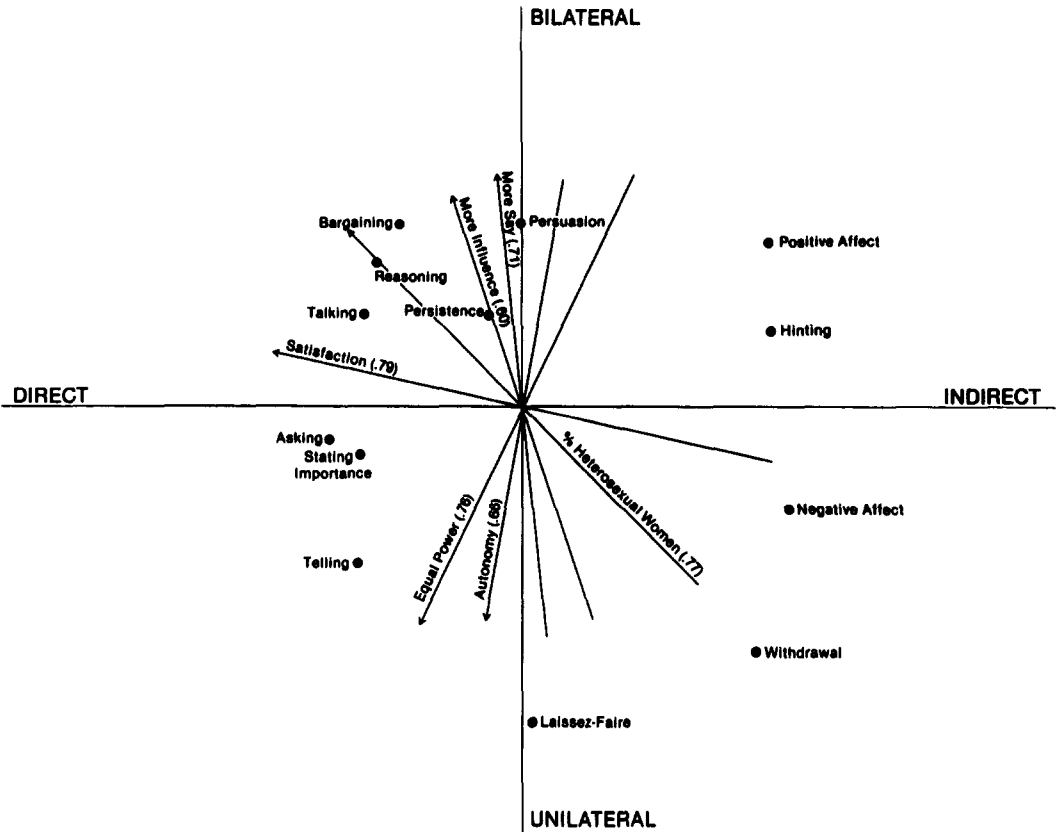 BILATERAL
More Say (.71)
More Influence (.60)
Bargaining
Persuasion
Positive Affect
Reasoning
Talking
Persistence
Hinting
Satisfaction (.79)
DIRECT
INDIRECT
Asking
Stating
Importance
% Heterosexual Women (.77)
Equal Power (.76)
Autonomy (.66)
Negative Affect
Telling
Withdrawal
Laissez-Faire
UNILATERAL